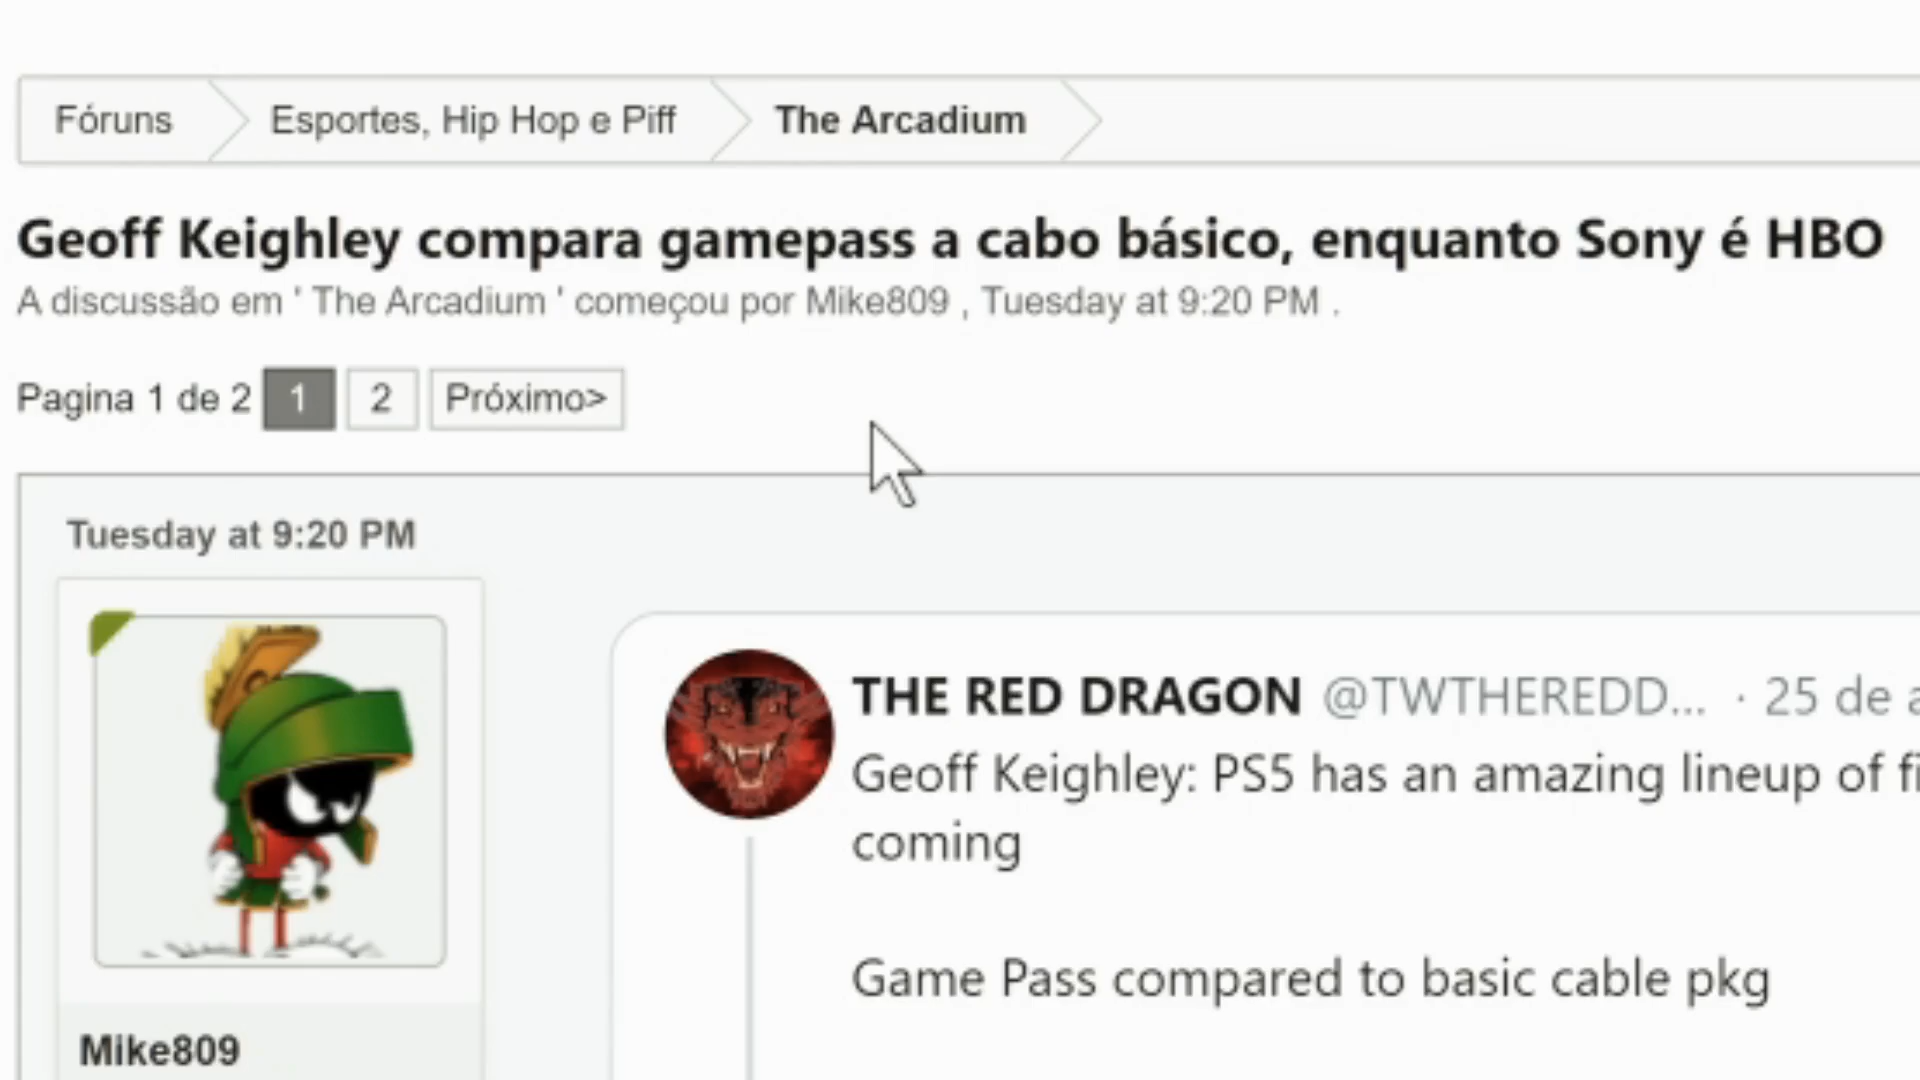 Fóruns Esportes, Hip Hop e Piff The Arcadium
Geoff Keighley compara gamepass a cabo básico, enquanto Sony é HBO
A discussão em ' The Arcadium ' começou por Mike809 , Tuesday at 9:20 PM .
Pagina 1 de 2 1 2 Próximo>
Tuesday at 9:20 PM
THE RED DRAGON @TWTHEREDD... · 25 de
Geoff Keighley: PS5 has an amazing lineup of
coming
Game Pass compared to basic cable pkg
Mike809